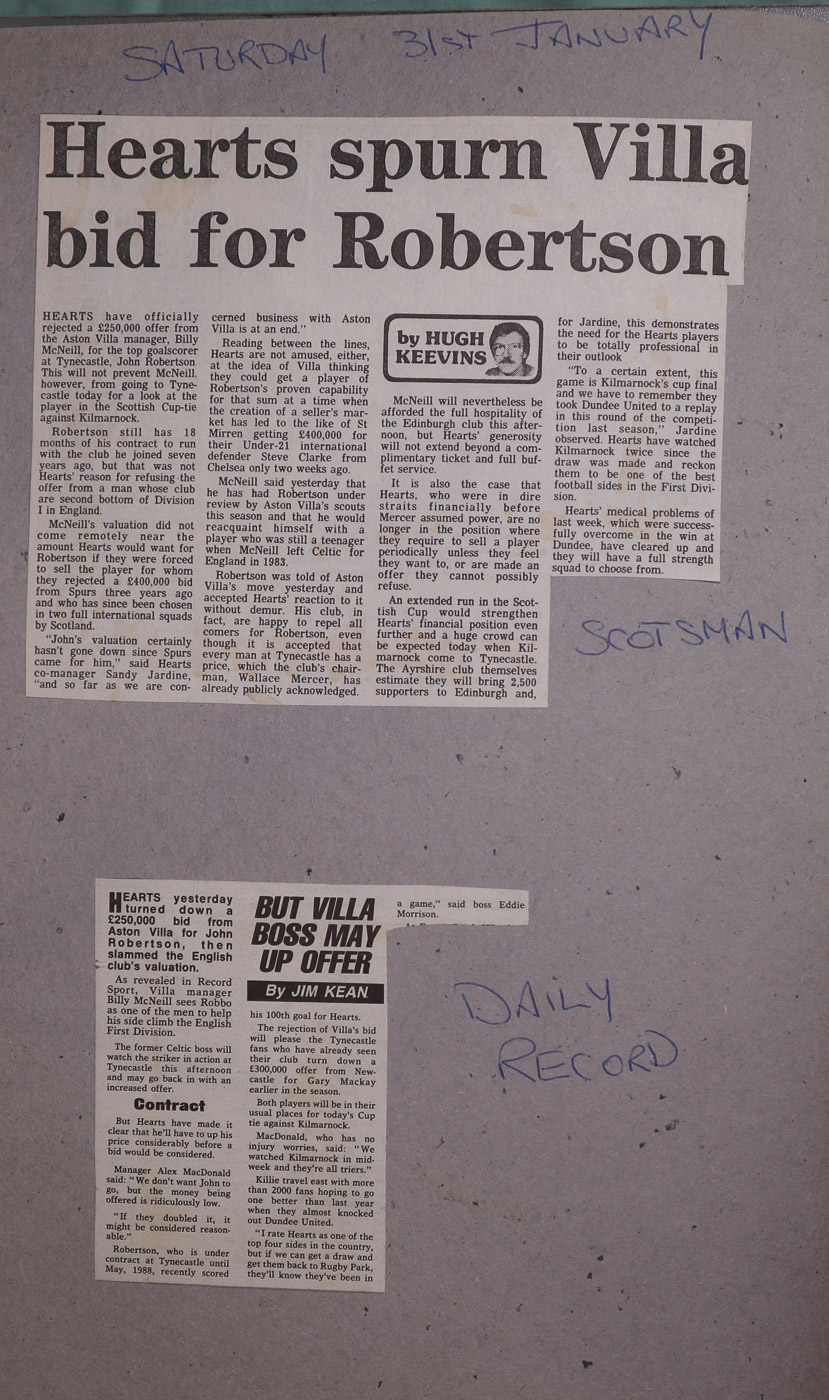 SATURDAY 31ST JANUARY
Hearts spurn Villa
bid for Robertson
HEARTS have officially
rejected a £250,000 offer from
the Aston Villa manager, Billy
McNeill, for the top goalscorer
at Tynecastle, John Robertson.
This will not prevent McNeill,
however, from going to Tyne-
castle today for a look at the
player in the Scottish Cup-tie
against Kilmarnock.
Robertson still has 18
months of his contract to run
with the club he joined seven
years ago, but that was not
Hearts' reason for refusing the
offer from a man whose club
are second bottom of Division
I in England.
McNeill's valuation did not
come remotely near the
amount Hearts would want for
Robertson if they were forced
to sell the player for whom
they rejected a £400,000 bid
from Spurs three years ago
and who has since been chosen
in two full international squads
by Scotland.
"John's valuation certainly
hasn't gone down since Spurs
came for him," said Hearts
co-manager Sandy Jardine,
"and so far as we are con-
cerned business with Aston
Villa is at an end."
Reading between the lines,
Hearts are not amused, either,
at the idea of Villa thinking
they could get a player of
Robertson's proven capability
for that sum at a time when
the creation of a seller's mar-
ket has led to the like of St
Mirren getting £400,000 for
their Under-21 international
defender Steve Clarke from
Chelsea only two weeks ago.
McNeill said yesterday that
he has had Robertson under
review by Aston Villa's scouts
this season and that he would
reacquaint himself with a
player who was still a teenager
when McNeill left Celtic for
England in 1983.
Robertson was told of Aston
Villa's move yesterday and
accepted Hearts' reaction to it
without demur. His club, in
fact, are happy to repel all
comers for Robertson, even
though it is accepted that
every man at Tynecastle has a
price, which the club's chair-
man, Wallace Mercer, has
already publicly acknowledged.
by HUGH
KEEVINS
McNeill will nevertheless be
afforded the full hospitality of
the Edinburgh club this after-
noon, but Hearts' generosity
will not extend beyond a com-
plimentary ticket and full buf-
fet service.
It is also the case that
Hearts, who were in dire
straits financially before
Mercer assumed power, are no
longer in the position where
they require to sell a player
periodically unless they feel
they want to, or are made an
offer they cannot possibly
refuse.
An extended run in the Scot-
tish Cup would strengthen
Hearts' financial position even
further and a huge crowd can
be expected today when Kil-
marnock come to Tynecastle.
The Ayrshire club themselves
estimate they will bring 2,500
supporters to Edinburgh and,
for Jardine, this demonstrates
the need for the Hearts players
to be totally professional in
their outlook
"To a certain extent, this
game is Kilmarnock's cup final
and we have to remember they
took Dundee United to a replay
in this round of the competi-
tion last season," Jardine
observed. Hearts have watched
Kilmarnock twice since the
draw was made and reckon
them to be one of the best
football sides in the First Divi-
sion.
Hearts' medical problems of
last week, which were success-
fully overcome in the win at
Dundee, have cleared up and
they will have a full strength
squad to choose from.
SCOTSMAN
HEARTS yesterday
turned down a
£250,000 bid from
Aston Villa for John
Robertson, then
slammed the English
club's valuation.
As revealed in Record
Sport, Villa manager
Billy McNeill sees Robbo
as one of the men to help
his side climb the English
First Division.
The former Celtic boss will
watch the striker in action at
Tynecastle this afternoon
and may go back in with an
increased offer.
Contract
But Hearts have made it
clear that he'll have to up his
price considerably before a
bid would be considered.
Manager Alex MacDonald
said: "We don't want John to
go, but the money being
offered is ridiculously low.
"If they doubled it, it
might be considered reason-
able."
Robertson, who is under
contract at Tynecastle until
May, 1988, recently scored
BUT VILLA
BOSS MAY
UP OFFER
By JIM KEAN
his 100th goal for Hearts.
The rejection of Villa's bid
will please the Tynecastle
fans who have already seen
their club turn down a
£300,000 offer from New-
castle for Gary Mackay
earlier in the season.
Both players will be in their
usual places for today's Cup
tie against Kilmarnock.
MacDonald, who has no
injury worries, said: "We
watched Kilmarnock in mid-
week and they're all triers."
Killie travel east with more
than 2000 fans hoping to go
one better than last year
when they almost knocked
out Dundee United.
"I rate Hearts as one of the
top four sides in the country,
but if we can get a draw and
get them back to Rugby Park,
they'll know they've been in
a game," said boss Eddie
Morrison.
DAILY
RECORD